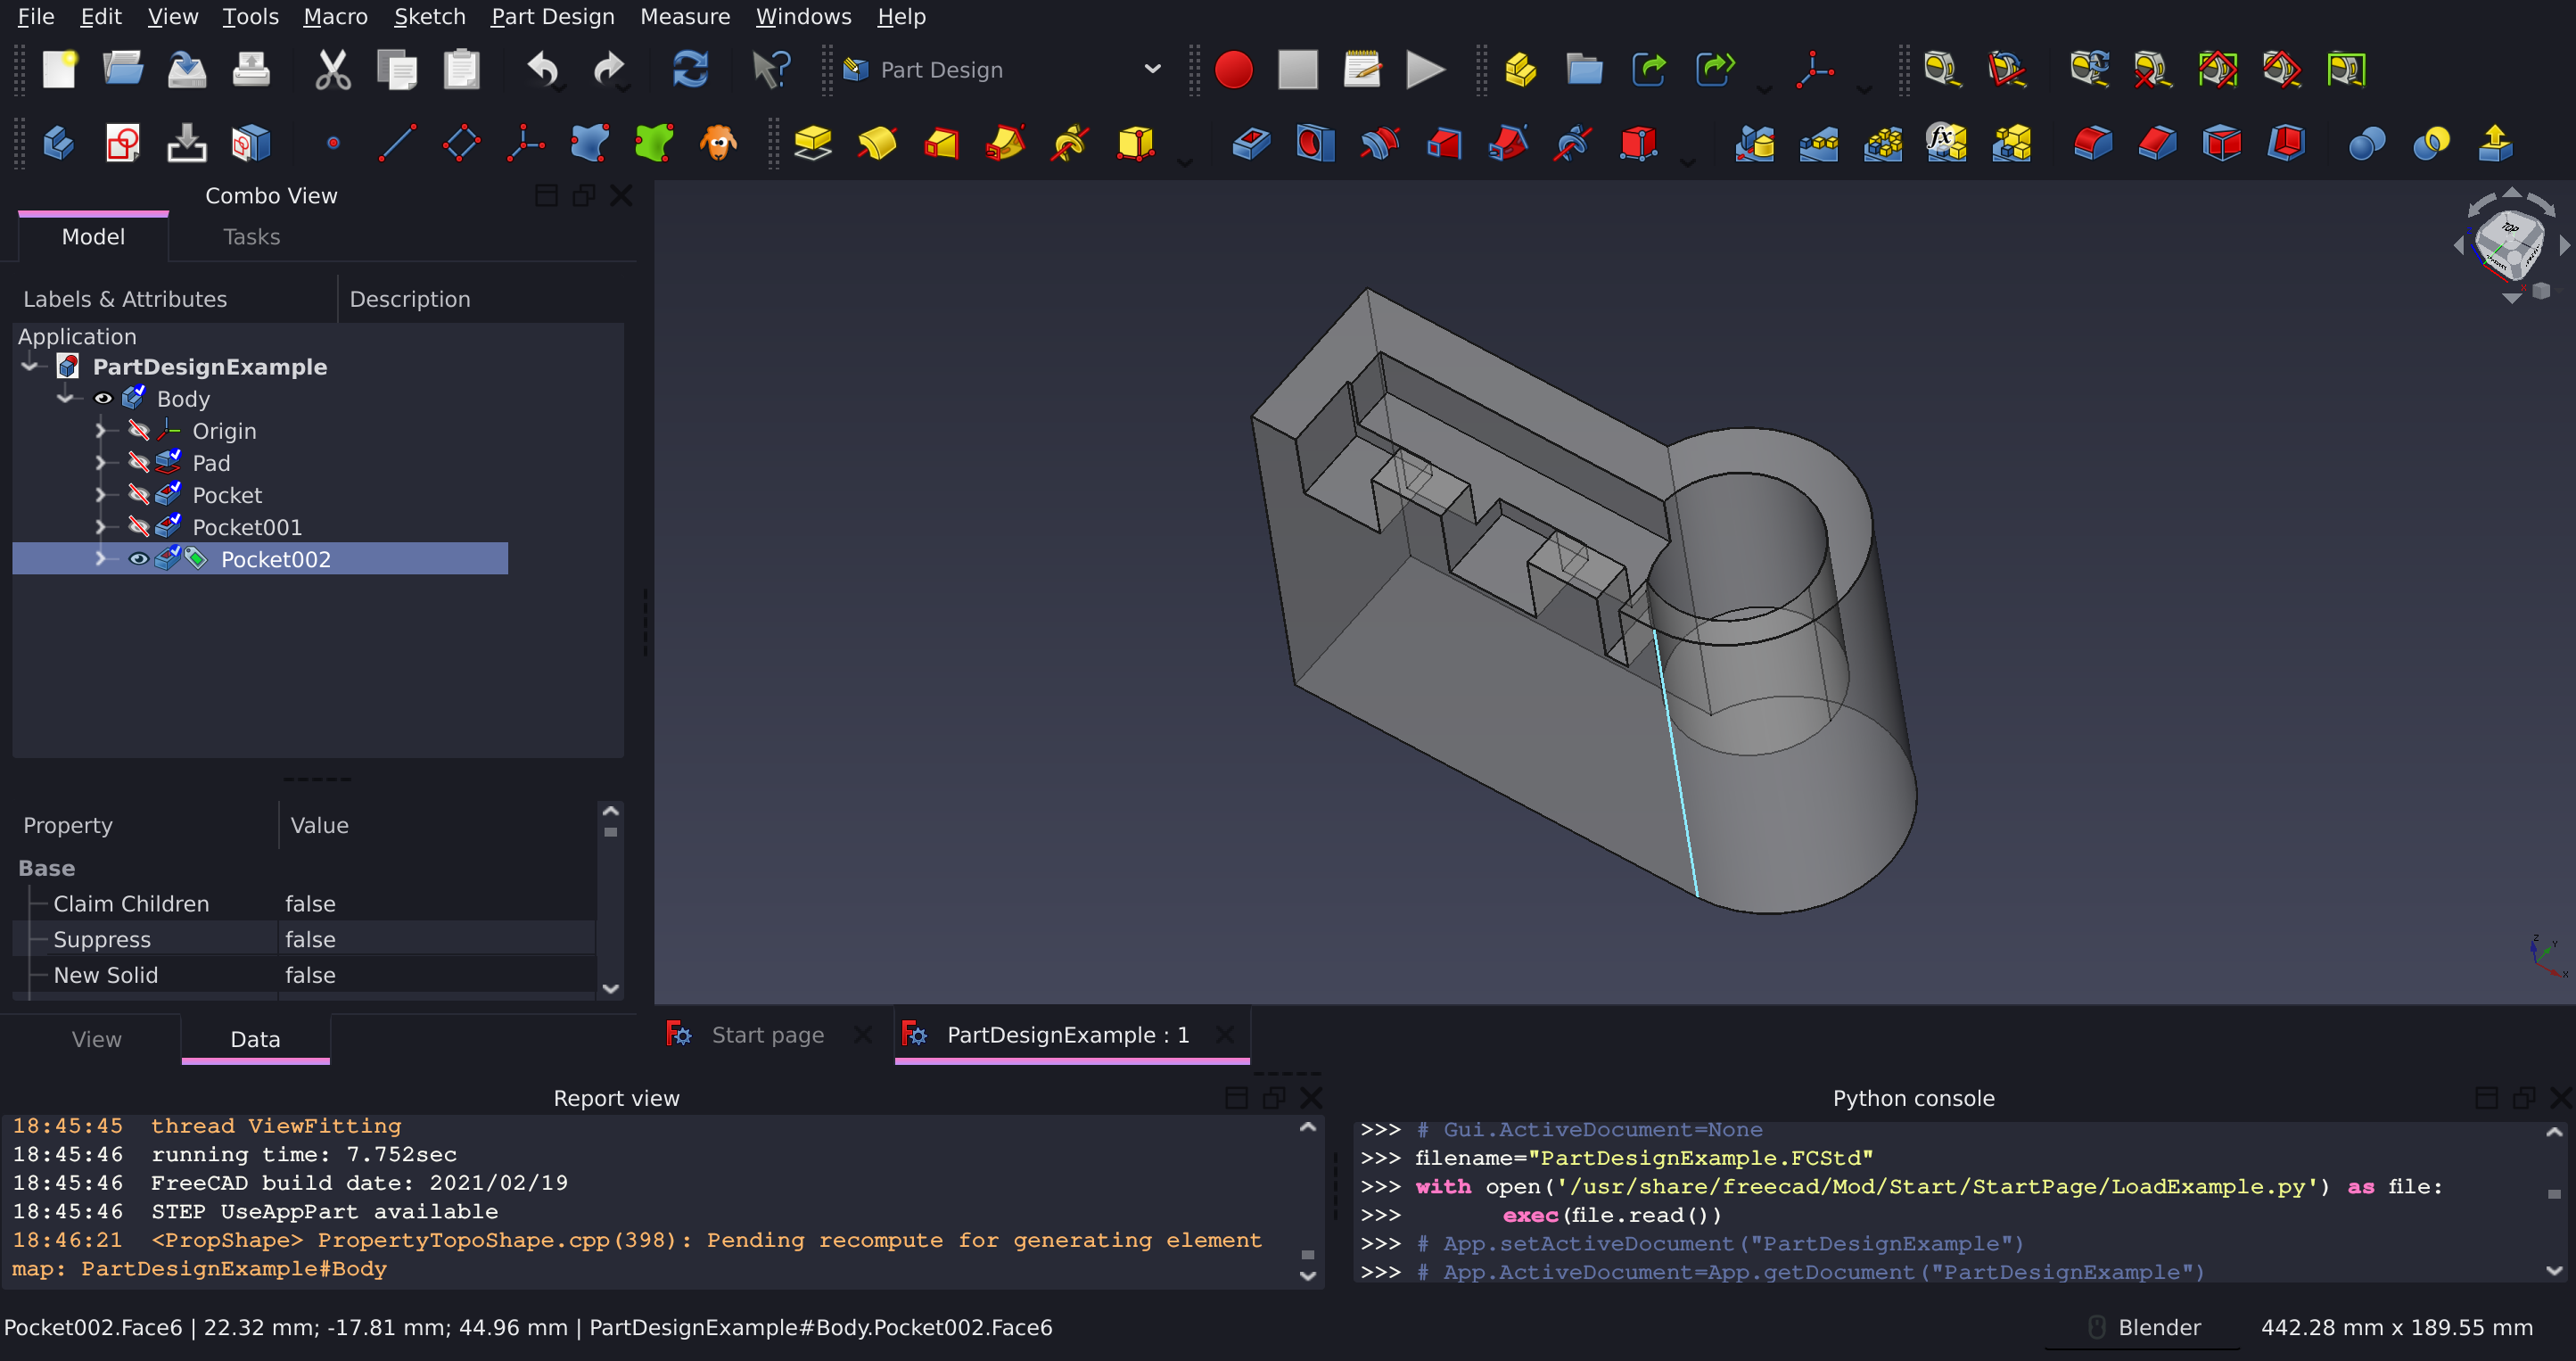 File Edit View Tools Macro Sketch Part Design Measure Windows Help
Part Design
fx
Combo View
Model Tasks
Labels & Attributes Description
Application
PartDesignExample
Body
Origin
Pad
Pocket
Pocket001
Pocket002
Property Value
Base
Claim Children false
Suppress false
New Solid false
View Data
TOP
X
Z
Y
X
Start page
PartDesignExample : 1
Report view
18:45:45 thread ViewFitting
18:45:46 running time: 7.752sec
18:45:46 FreeCAD build date: 2021/02/19
18:45:46 STEP UseAppPart available
18:46:21 <PropShape> PropertyTopoShape.cpp(398): Pending recompute for generating element
map: PartDesignExample#Body
Python console
>>> # Gui.ActiveDocument=None
>>> filename="PartDesignExample.FCStd"
>>> with open('/usr/share/freecad/Mod/Start/StartPage/LoadExample.py') as file:
>>> exec(file.read())
>>> # App.setActiveDocument("PartDesignExample")
>>> # App.ActiveDocument=App.getDocument("PartDesignExample")
Pocket002.Face6 | 22.32 mm; -17.81 mm; 44.96 mm | PartDesignExample#Body.Pocket002.Face6
Blender
442.28 mm x 189.55 mm